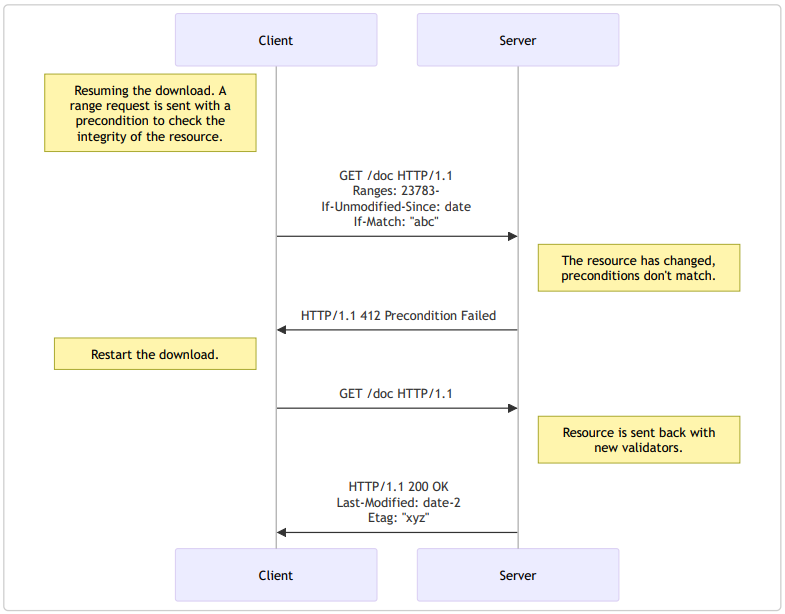 Client
Server
Resuming the download. A
range request is sent with a
precondition to check the
integrity of the resource.
GET /doc HTTP/1.1
Ranges: 23783-
If-Unmodified-Since: date
If-Match: "abc"
The resource has changed,
preconditions don't match.
HTTP/1.1 412 Precondition Failed
Restart the download.
GET /doc HTTP/1.1
Resource is sent back with
new validators.
HTTP/1.1 200 OK
Last-Modified: date-2
Etag: "xyz"
Client
Server